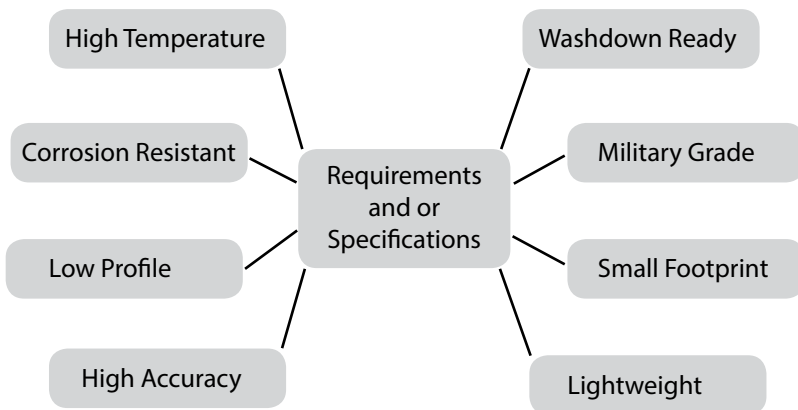 High Temperature
Washdown Ready
Corrosion Resistant
Military Grade
Requirements
and or
Specifications
Low Profile
Small Footprint
High Accuracy
Lightweight